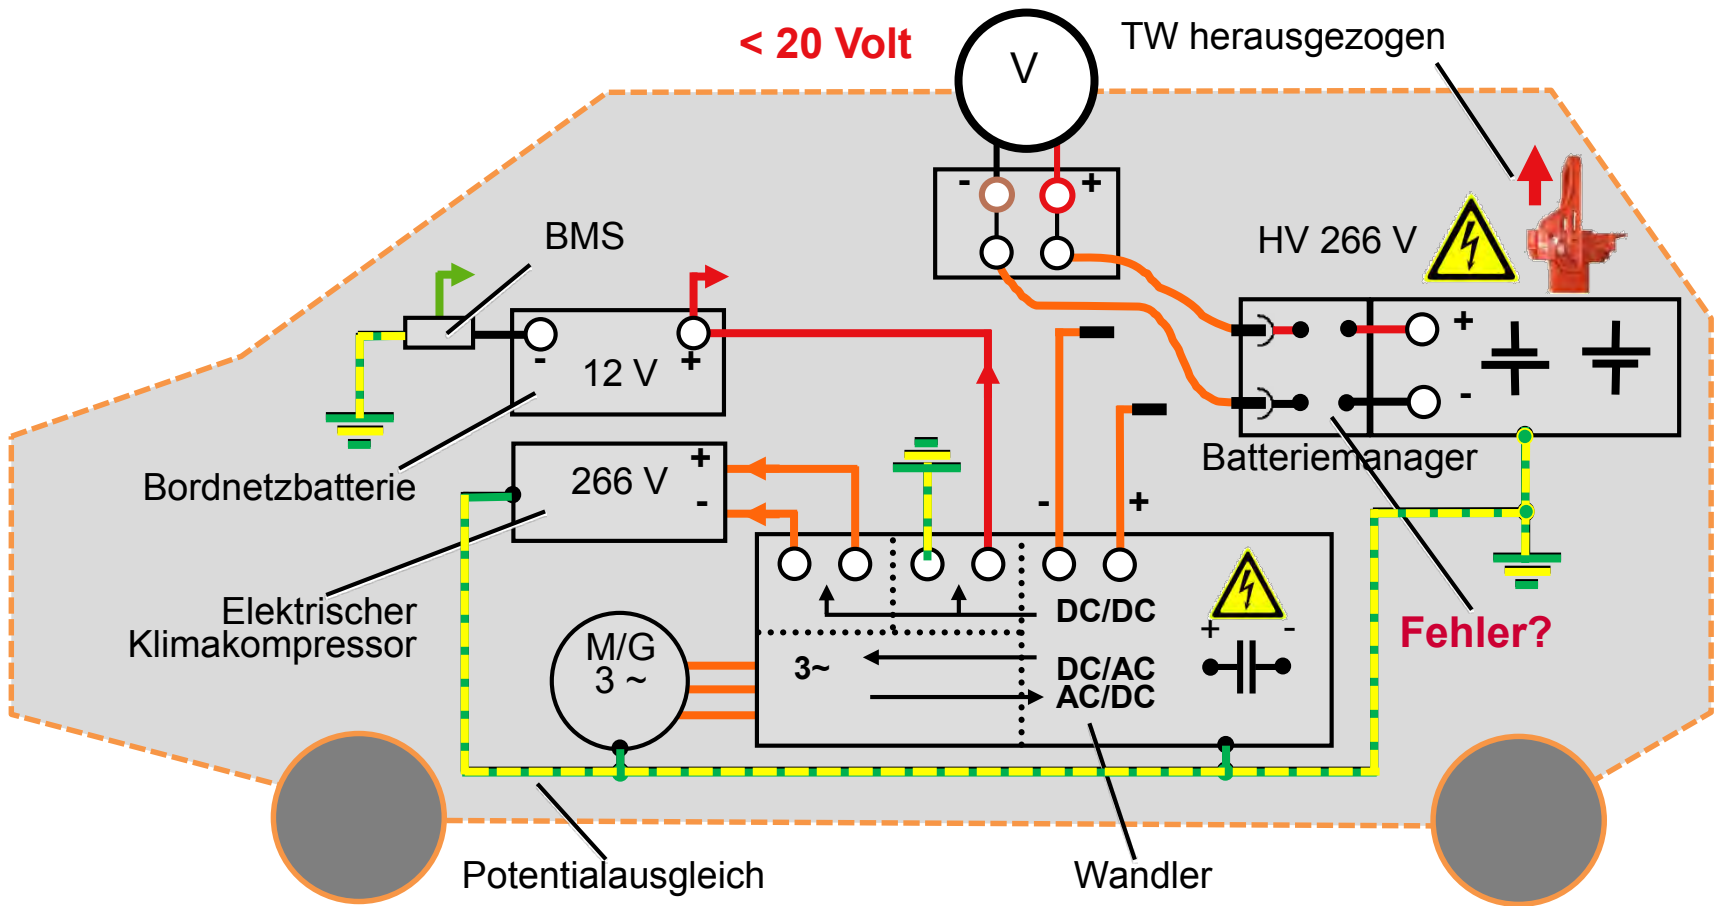 < 20 Volt
V
TW herausgezogen
- +
BMS
HV 266 V
12 V
- +
+
-
Bordnetzbatterie
266 V
+
-
Batteriemanager
- +
Elektrischer
Klimakompressor
DC/DC
+ -
Fehler?
M/G
3 ~
3~
DC/AC
AC/DC
Potentialausgleich
Wandler